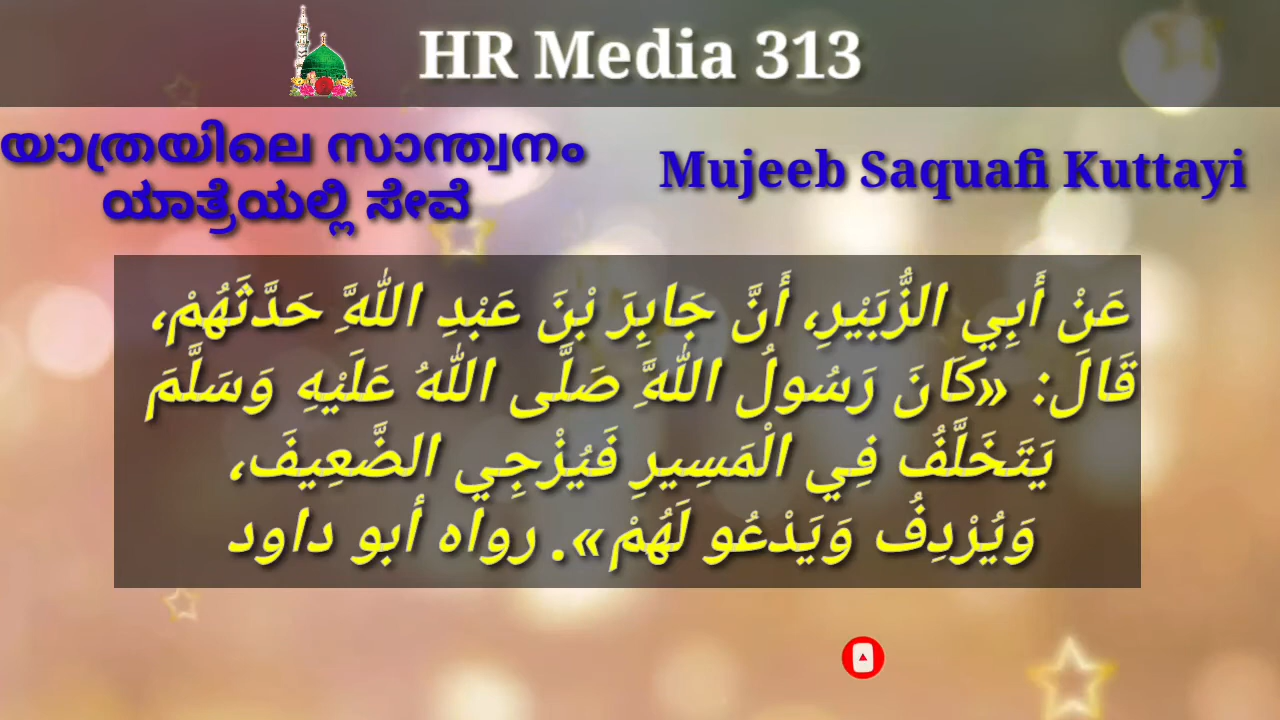 HR Media 313
യാത്രയിലെ സാന്ത്വനം
ಯಾತ್ರೆಯಲ್ಲಿ ಸೇವೆ
Mujeeb Saquafi Kuttayi
عَنْ أَبِي الزُّبَيْرِ، أَنَّ جَابِرَ بْنَ عَبْدِ اللَّهِ حَدَّثَهُمْ،
قَالَ: «كَانَ رَسُولُ اللَّهِ صَلَّى اللهُ عَلَيْهِ وَسَلَّمَ
يَتَخَلَّفُ فِي الْمَسِيرِ فَيُزْجِي الضَّعِيفَ،
وَيُرْدِفُ وَيَدْعُو لَهُمْ». رواه أبو داود